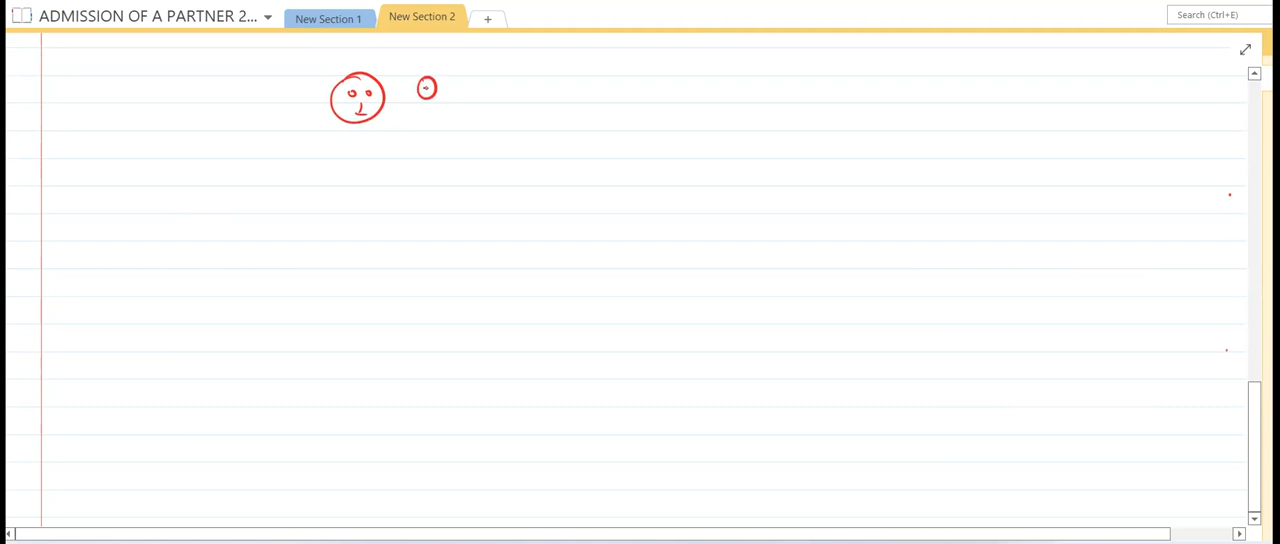 ADMISSION OF A PARTNER 2...
New Section 1
New Section 2
+
Search (Ctrl+E)